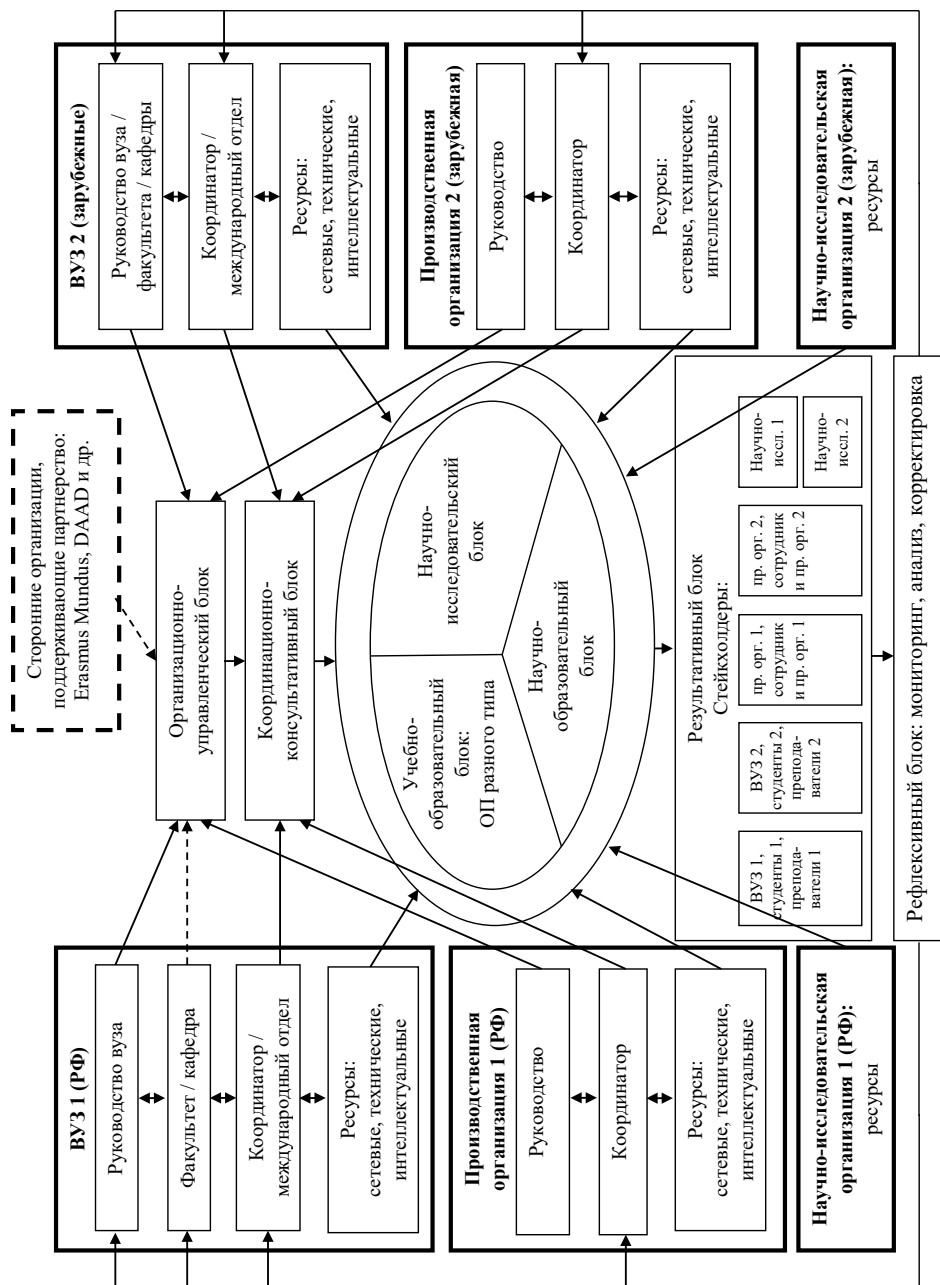 Сторонние организации,
поддерживающие партнерство:
Erasmus Mundus, DAAD и др.
ВУЗ 1 (РФ)
Руководство вуза
Факультет / кафедра
Координатор /
международный отдел
Ресурсы:
сетевые, технические,
интеллектуальные
Организационно-
управленческий блок
Координационно-
консультативный блок
ВУЗ 2 (зарубежные)
Руководство вуза /
факультета / кафедры
Координатор /
международный отдел
Ресурсы:
сетевые, технические,
интеллектуальные
Учебно-
образовательный
блок:
ОП разного типа
Научно-
исследовательский
блок
Научно-
образовательный
блок
Производственная
организация 1 (РФ)
Руководство
Координатор
Ресурсы:
сетевые, технические,
интеллектуальные
Производственная
организация 2 (зарубежная)
Руководство
Координатор
Ресурсы:
сетевые, технические,
интеллектуальные
Результативный блок
Стейкхолдеры:
ВУЗ 1,
студенты 1,
препода-
ватели 1
ВУЗ 2,
студенты 2,
препода-
ватели 2
пр. орг. 1,
сотрудник
и пр. орг. 1
пр. орг. 2,
сотрудник
и пр. орг. 2
Научно-
иссл. 1
Научно-
иссл. 2
Научно-исследовательская
организация 1 (РФ):
ресурсы
Научно-исследовательская
организация 2 (зарубежная):
ресурсы
Рефлексивный блок: мониторинг, анализ, корректировка